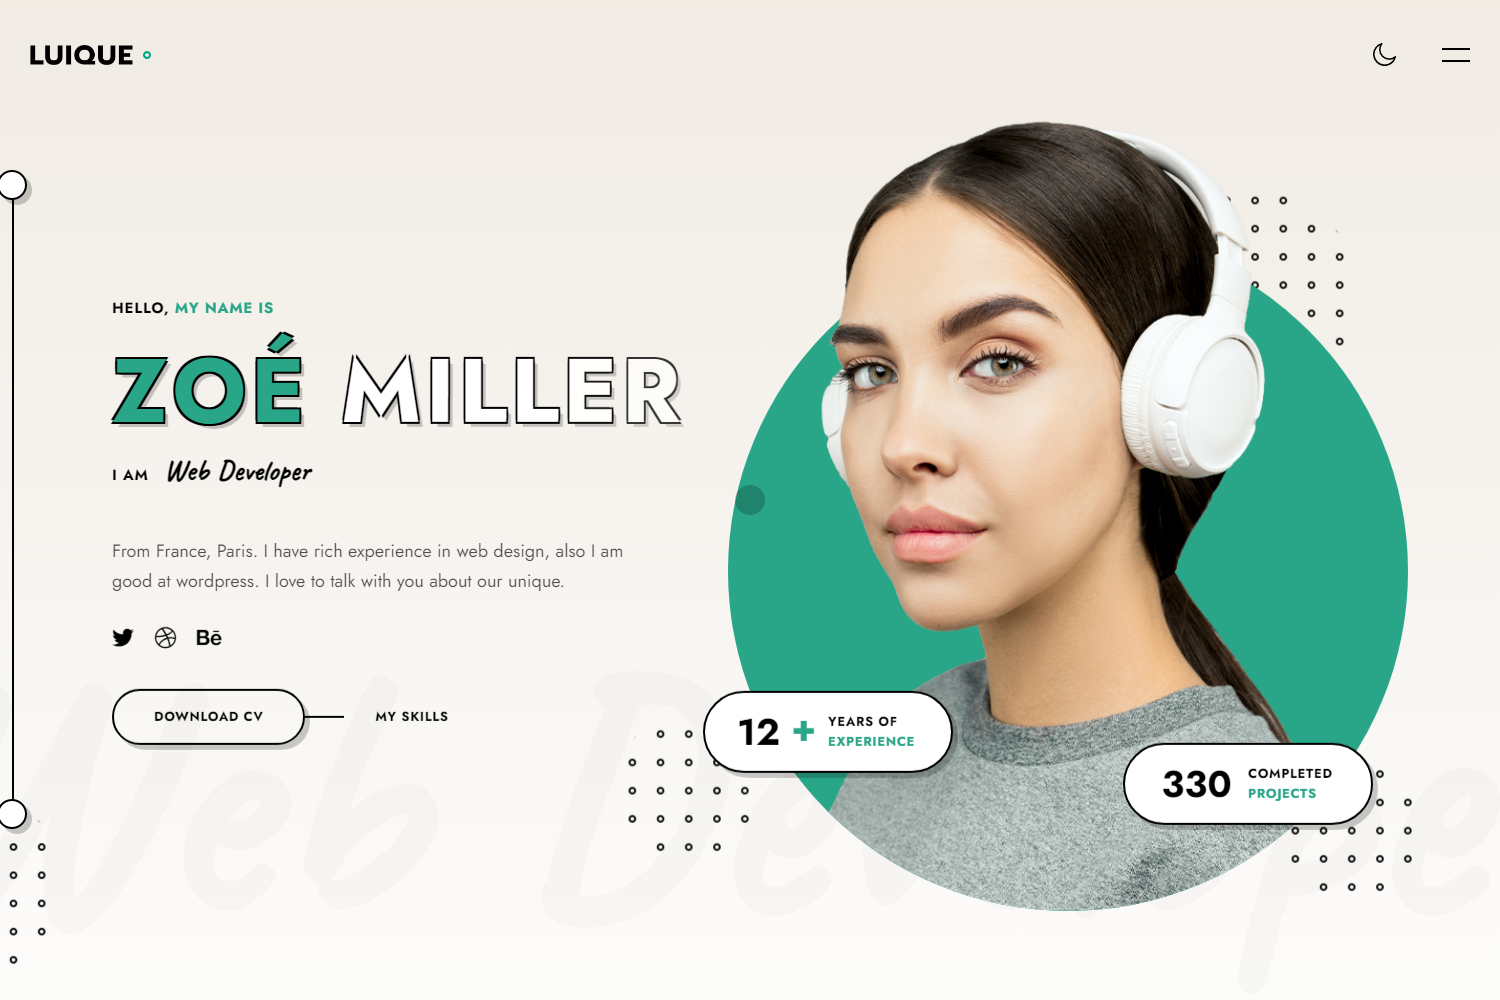 LUIQUE
HELLO, MY NAME IS
ZOÉ MILLER
I AM Web Developer
From France, Paris. I have rich experience in web design, also I am
good at wordpress. I love to talk with you about our unique.
Bē
DOWNLOAD CV
MY SKILLS
12 + YEARS OF
EXPERIENCE
330 COMPLETED
PROJECTS
Web Developer